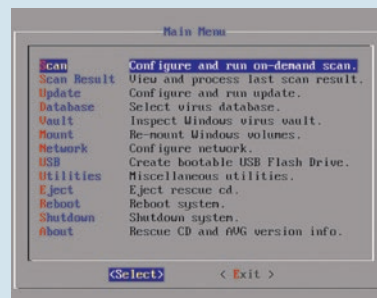 Main Menu
Scan Configure and run on-demand scan.
Scan Result View and process last scan result.
Update Configure and run update.
Database Select virus database.
Vault Inspect Windows virus vault.
Mount Re-mount Windows volumes.
Network Configure network.
USB Create bootable USB Flash Drive.
Utilities Miscellaneous utilities.
Eject Eject rescue cd.
Reboot Reboot system.
Shutdown Shutdown system.
About Rescue CD and AVG version info.
<Select> < Exit >